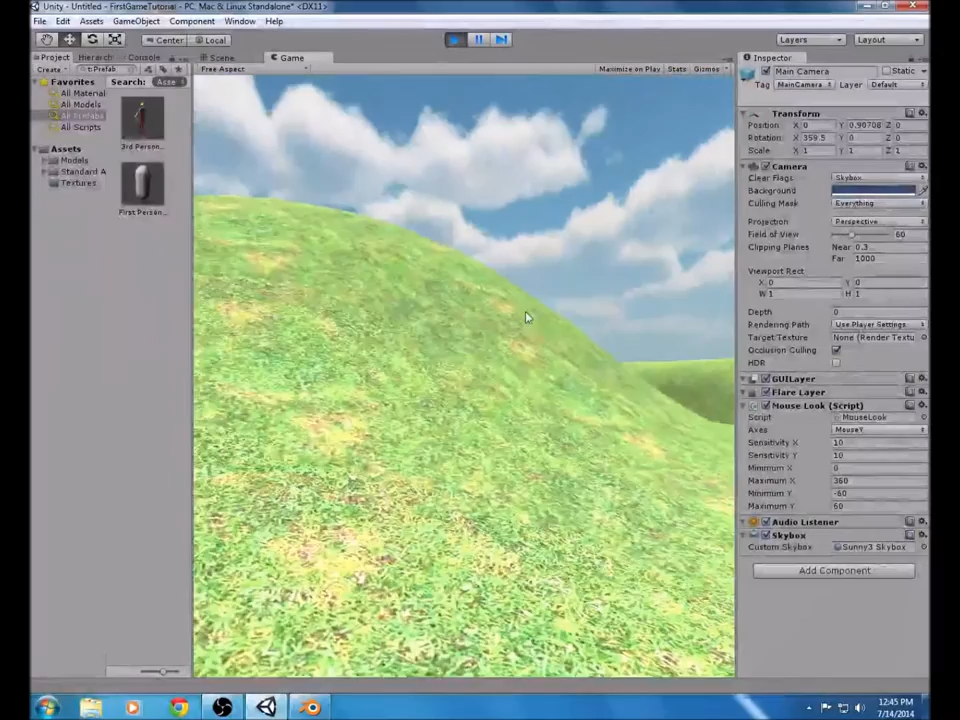 Unity - Untitled - FirstGameTutorial - PC, Mac & Linux Standalone* <DX11>
File Edit Assets GameObject Component Window Help
Center Local Layers Layout
Project Hierarch Console Scene Game Inspector
Create t:Prefab Free Aspect Maximize on Play Stats Gizmos
Main Camera Static
Tag MainCamera Layer Default
Favorites
All Material
All Models
All Prefabs
All Scripts
Assets
Models
Standard A
Textures
Search: Asse
3rd Person...
First Person...
Transform
Position X 0 Y 0.90708 Z 0
Rotation: X 359.5 Y 0 Z 0
Scale X 1 Y 1 Z 1
Camera
Clear Flags Skybox
Background
Culling Mask Everything
Projection Perspective
Field of View 60
Clipping Planes Near 0.3
Far 1000
Viewport Rect
X 0 Y 0
W 1 H 1
Depth 0
Rendering Path Use Player Settings
Target Texture None (Render Textu
Occlusion Culling
HDR
GUILayer
Flare Layer
Mouse Look (Script)
Script MouseLook
Axes MouseY
Sensitivity X 10
Sensitivity Y 10
Minimum X 0
Maximum X 360
Minimum Y -60
Maximum Y 60
Audio Listener
Skybox
Custom Skybox Sunny3 Skybox
Add Component
12:45 PM
7/14/2014